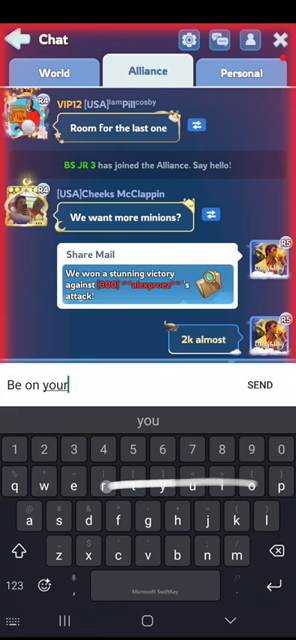 Chat
World
Alliance
Personal
R4
VIP12 [USA]IamPillcosby
Room for the last one
BS JR 3 has joined the Alliance. Say hello!
R4
[USA]Cheeks McClappin
We want more minions?
Share Mail
R5
We won a stunning victory
against
's
attack!
2k almost
R5
Be on your
SEND
you
1 2 3 4 5 6 7 8 9 0
q w e r t y u i o p
a s d f g h j k l
z x c v b n m
123
Microsoft SwiftKey